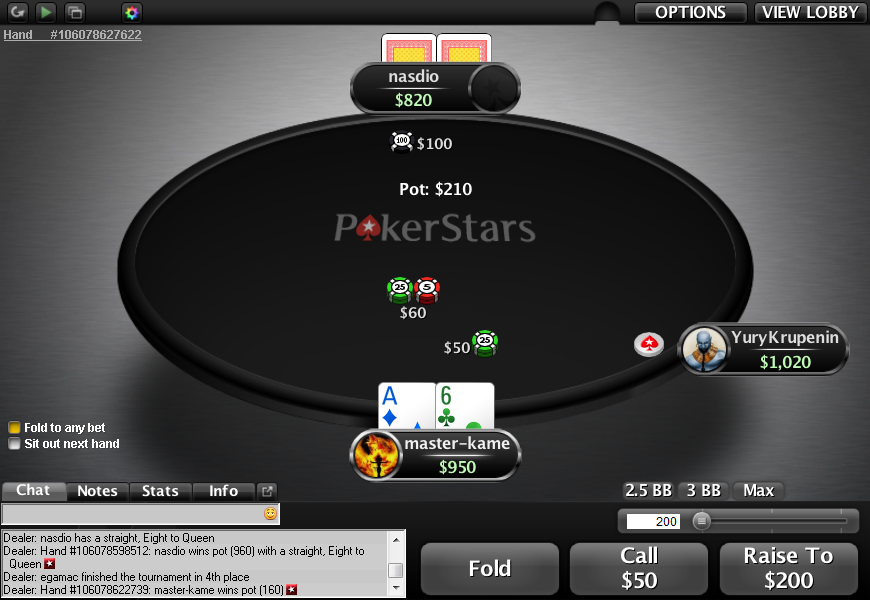 OPTIONS
VIEW LOBBY
Hand #106078627622
nasdio
$820
100
$100
Pot: $210
PokerStars
25
5
$60
$50
25
YuryKrupenin
$1,020
A
6
Fold to any bet
Sit out next hand
master-kame
$950
Chat
Notes
Stats
Info
2.5 BB
3 BB
Max
200
Dealer: nasdio has a straight, Eight to Queen
Dealer: Hand #106078598512: nasdio wins pot (960) with a straight, Eight to
Queen
Dealer: egamac finished the tournament in 4th place
Dealer: Hand #106078622739: master-kame wins pot (160)
Fold
Call
$50
Raise To
$200